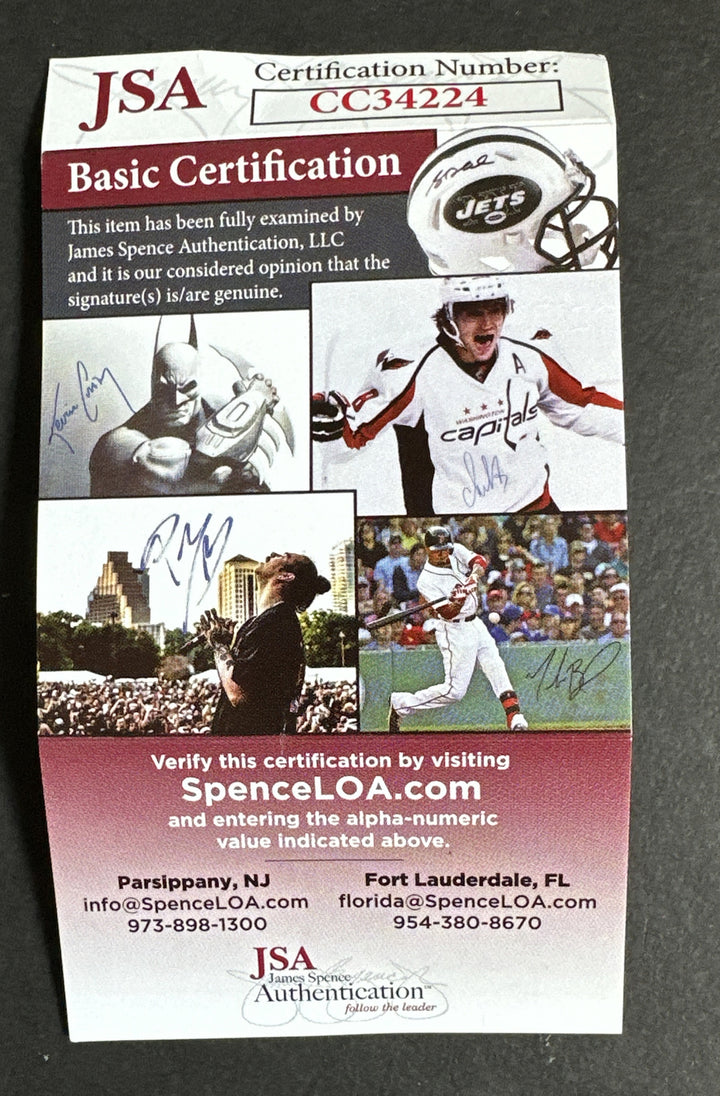 JSA
Certification Number:
CC34224
Basic Certification
This item has been fully examined by
James Spence Authentication, LLC
and it is our considered opinion that the
signature(s) is/are genuine.
JETS
A
WASHINGTON
capitals
Kevin Conroy
Verify this certification by visiting
SpenceLOA.com
and entering the alpha-numeric
value indicated above.
Parsippany, NJ
info@SpenceLOA.com
973-898-1300
Fort Lauderdale, FL
florida@SpenceLOA.com
954-380-8670
JSA
James Spence
Authentication™
follow the leader